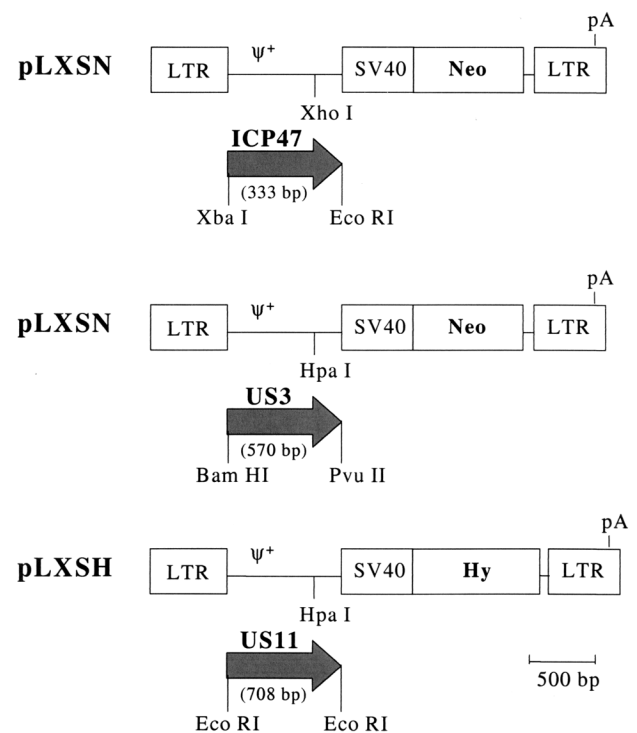 pA
pLXSN LTR ψ+ SV40 Neo LTR
Xho I
ICP47
(333 bp)
Xba I Eco RI
pA
pLXSN LTR ψ+ SV40 Neo LTR
Hpa I
US3
(570 bp)
Bam HI Pvu II
pA
pLXSH LTR ψ+ SV40 Hy LTR
Hpa I
US11
(708 bp)
500 bp
Eco RI Eco RI